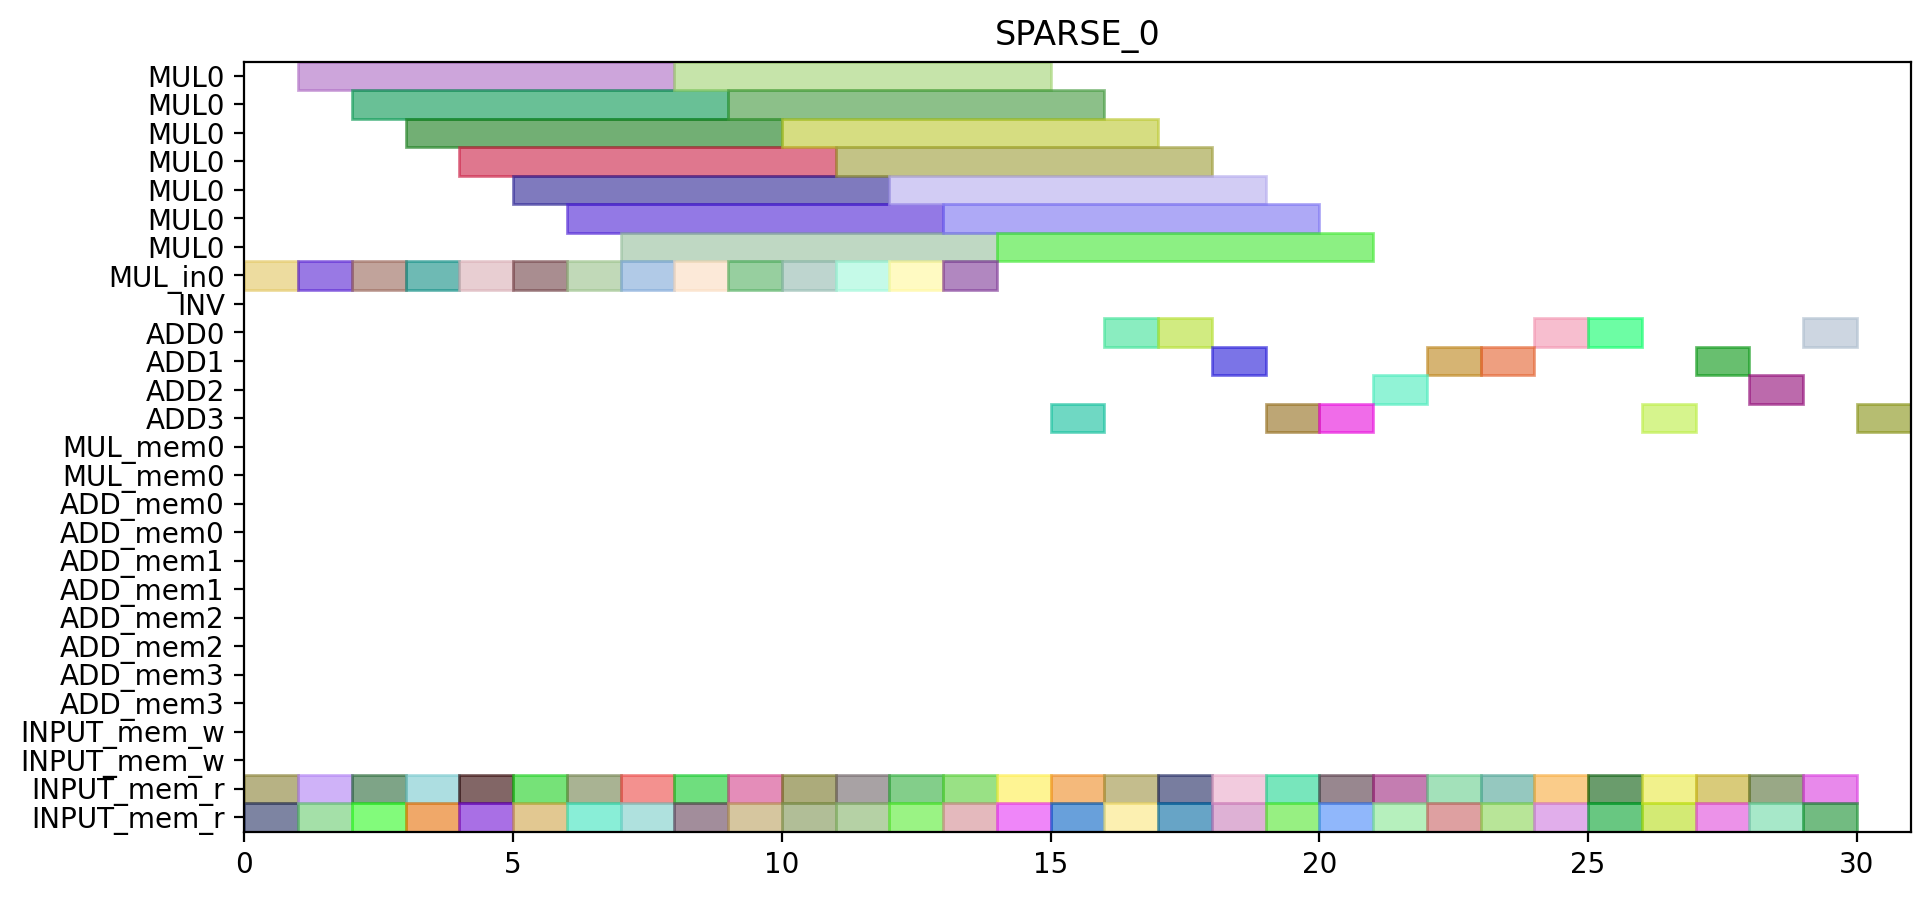 SPARSE_0
MUL0
MUL0
MUL0
MUL0
MUL0
MUL0
MUL0
MUL_in0
INV
ADD0
ADD1
ADD2
ADD3
MUL_mem0
MUL_mem0
ADD_mem0
ADD_mem0
ADD_mem1
ADD_mem1
ADD_mem2
ADD_mem2
ADD_mem3
ADD_mem3
INPUT_mem_w
INPUT_mem_w
INPUT_mem_r
INPUT_mem_r
0 5 10 15 20 25 30